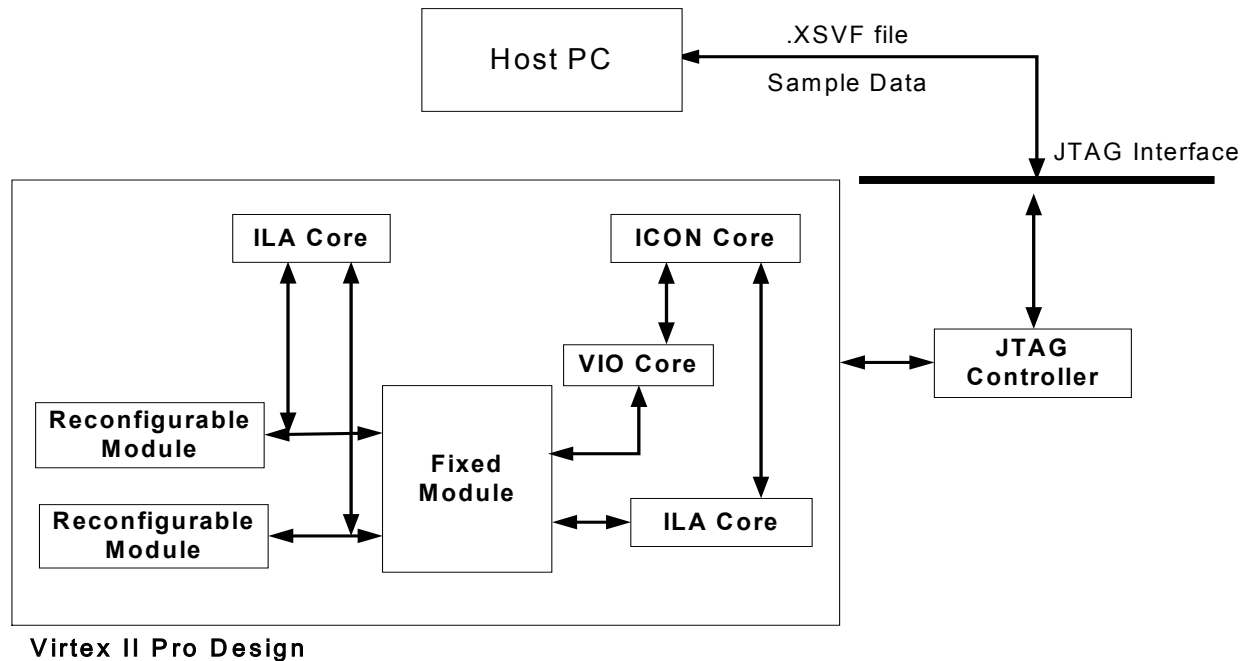 Host PC
.XSVF file
Sample Data
JTAG Interface
ILA Core
ICON Core
VIO Core
JTAG
Controller
Reconfigurable
Module
Fixed
Module
Reconfigurable
Module
ILA Core
Virtex II Pro Design